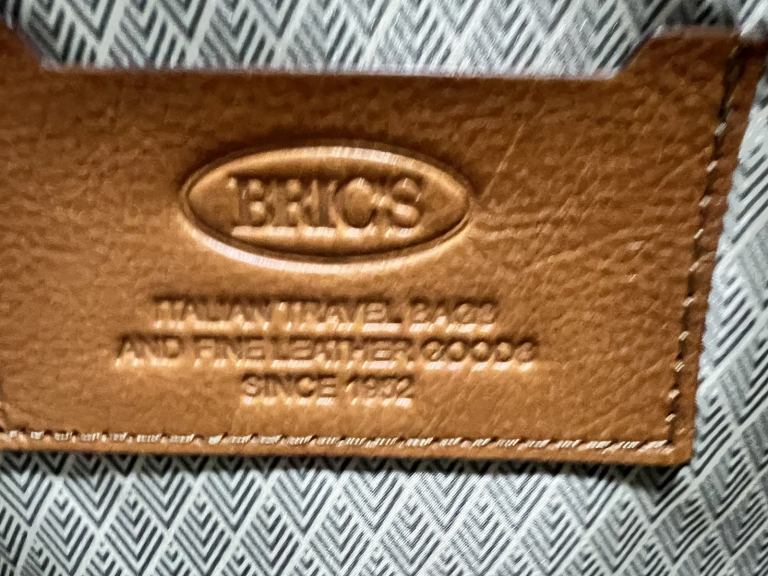 BRIC'S
ITALIAN TRAVEL BAGS
AND FINE LEATHER GOODS
SINCE 1952